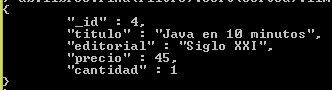 {
"_id" : 4,
"titulo" : "Java en 10 minutos",
"editorial" : "Siglo XXI",
"precio" : 45,
"cantidad" : 1
}